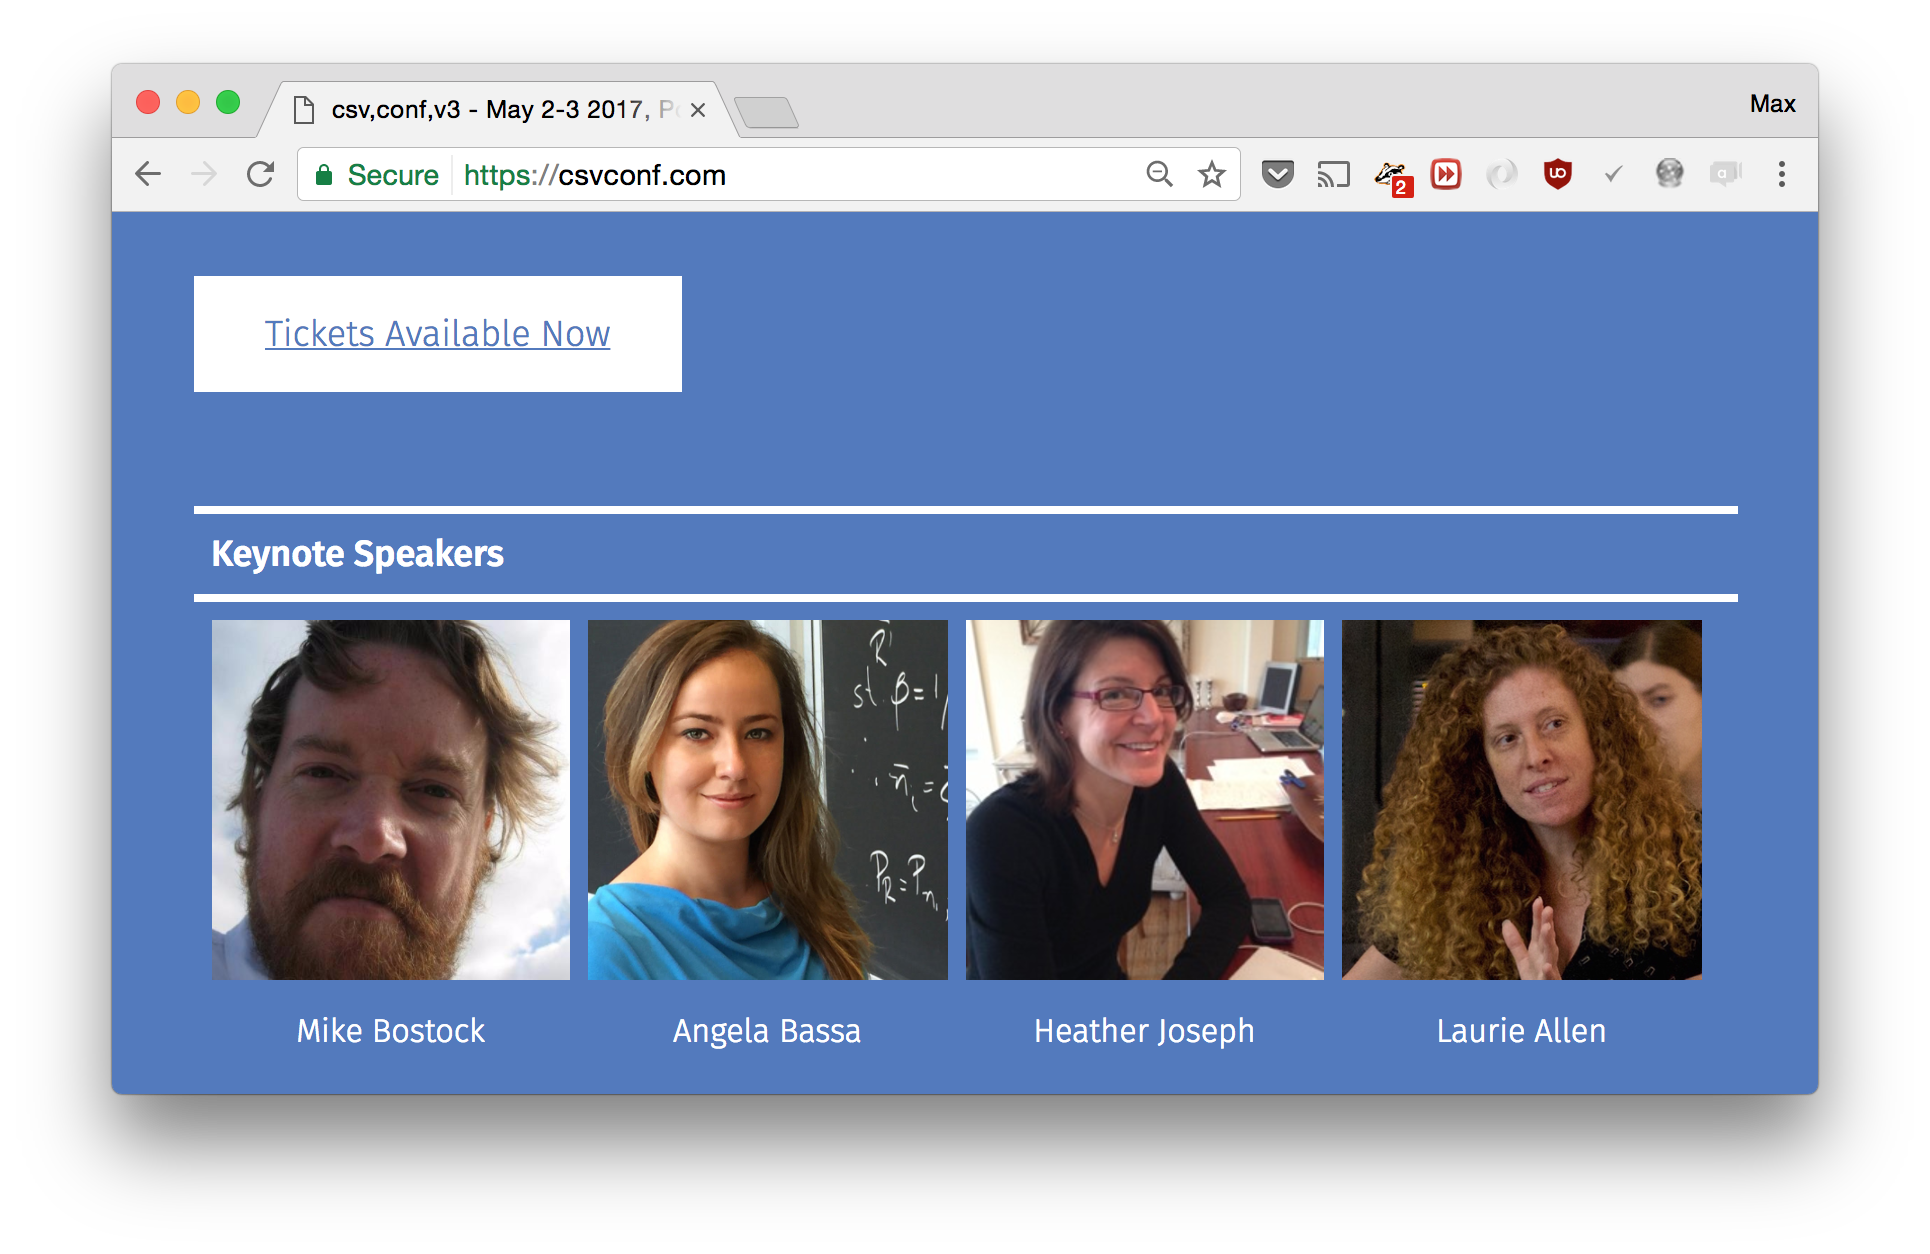 csv,conf,v3 - May 2-3 2017,
Max
Secure https://csvconf.com
2
Tickets Available Now
Keynote Speakers
Mike Bostock
Angela Bassa
Heather Joseph
Laurie Allen